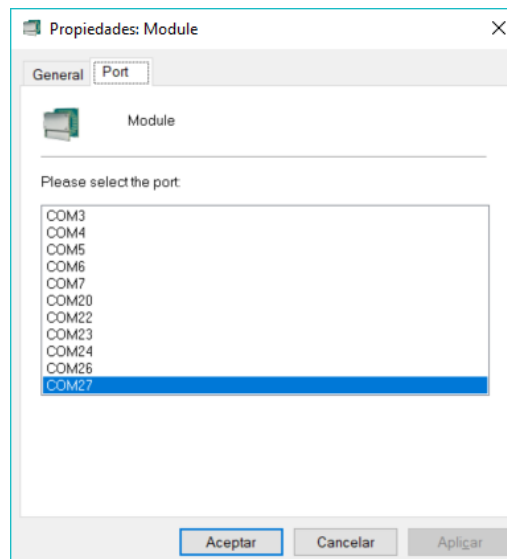 Propiedades: Module
General Port
Module
Please select the port:
COM3
COM4
COM5
COM6
COM7
COM20
COM22
COM23
COM24
COM26
COM27
Aceptar Cancelar Aplicar